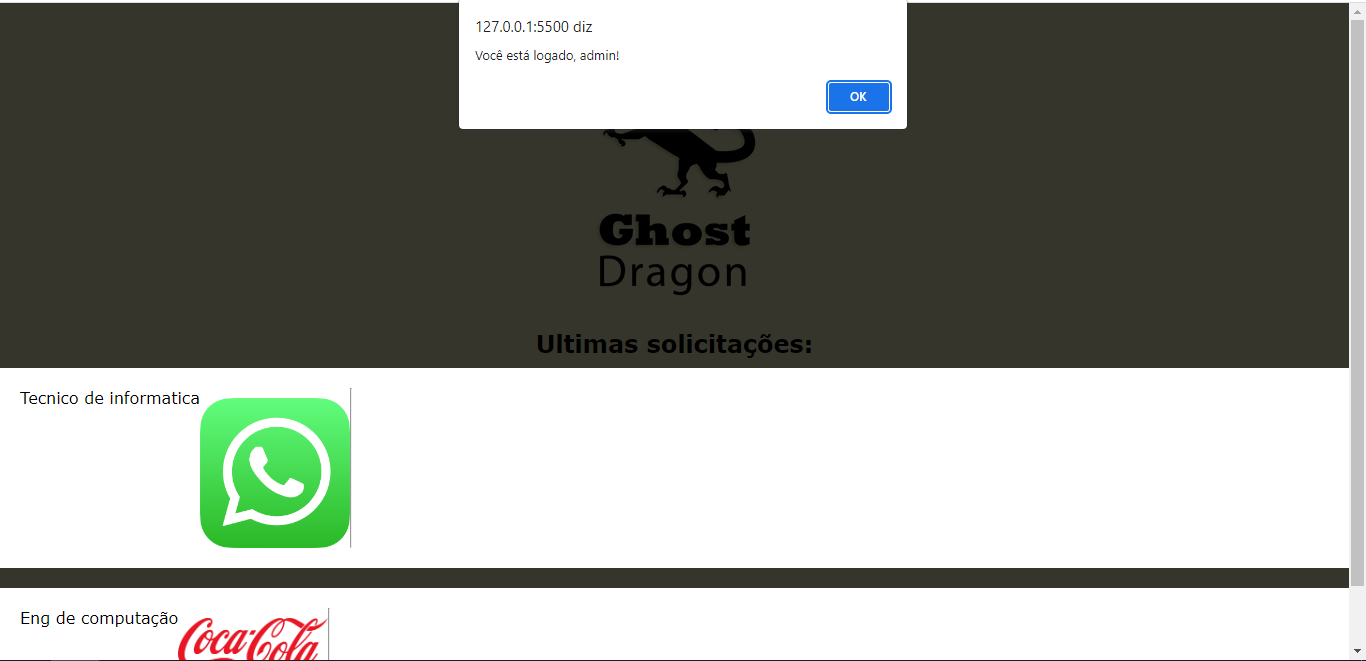 127.0.0.1:5500 diz
Você está logado, admin!
OK
Ghost
Dragon
Ultimas solicitações:
Tecnico de informatica
Eng de computação
Coca-Cola